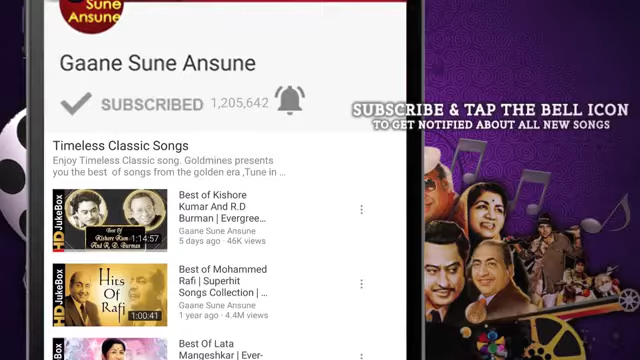 Sune
Ansune
Gaane Sune Ansune
SUBSCRIBED 1,205,642
SUBSCRIBE & TAP THE BELL ICON
TO GET NOTIFIED ABOUT ALL NEW SONGS
Timeless Classic Songs
Enjoy Timeless Classic song. Goldmines presents
you the best of songs from the golden era ,Tune in ...
HD JukeBox
Best Of
Kishore Kumar
And R. D. Burman
1:14:57
Best of Kishore
Kumar And R.D
Burman | Evergree...
Gaane Sune Ansune
5 days ago · 46K views
HD JukeBox
Hits
Of
Rafi
1:00:41
Best of Mohammed
Rafi | Superhit
Songs Collection | ...
Gaane Sune Ansune
1 year ago · 4.4M views
Best Of Lata
Mangeshkar | Ever-